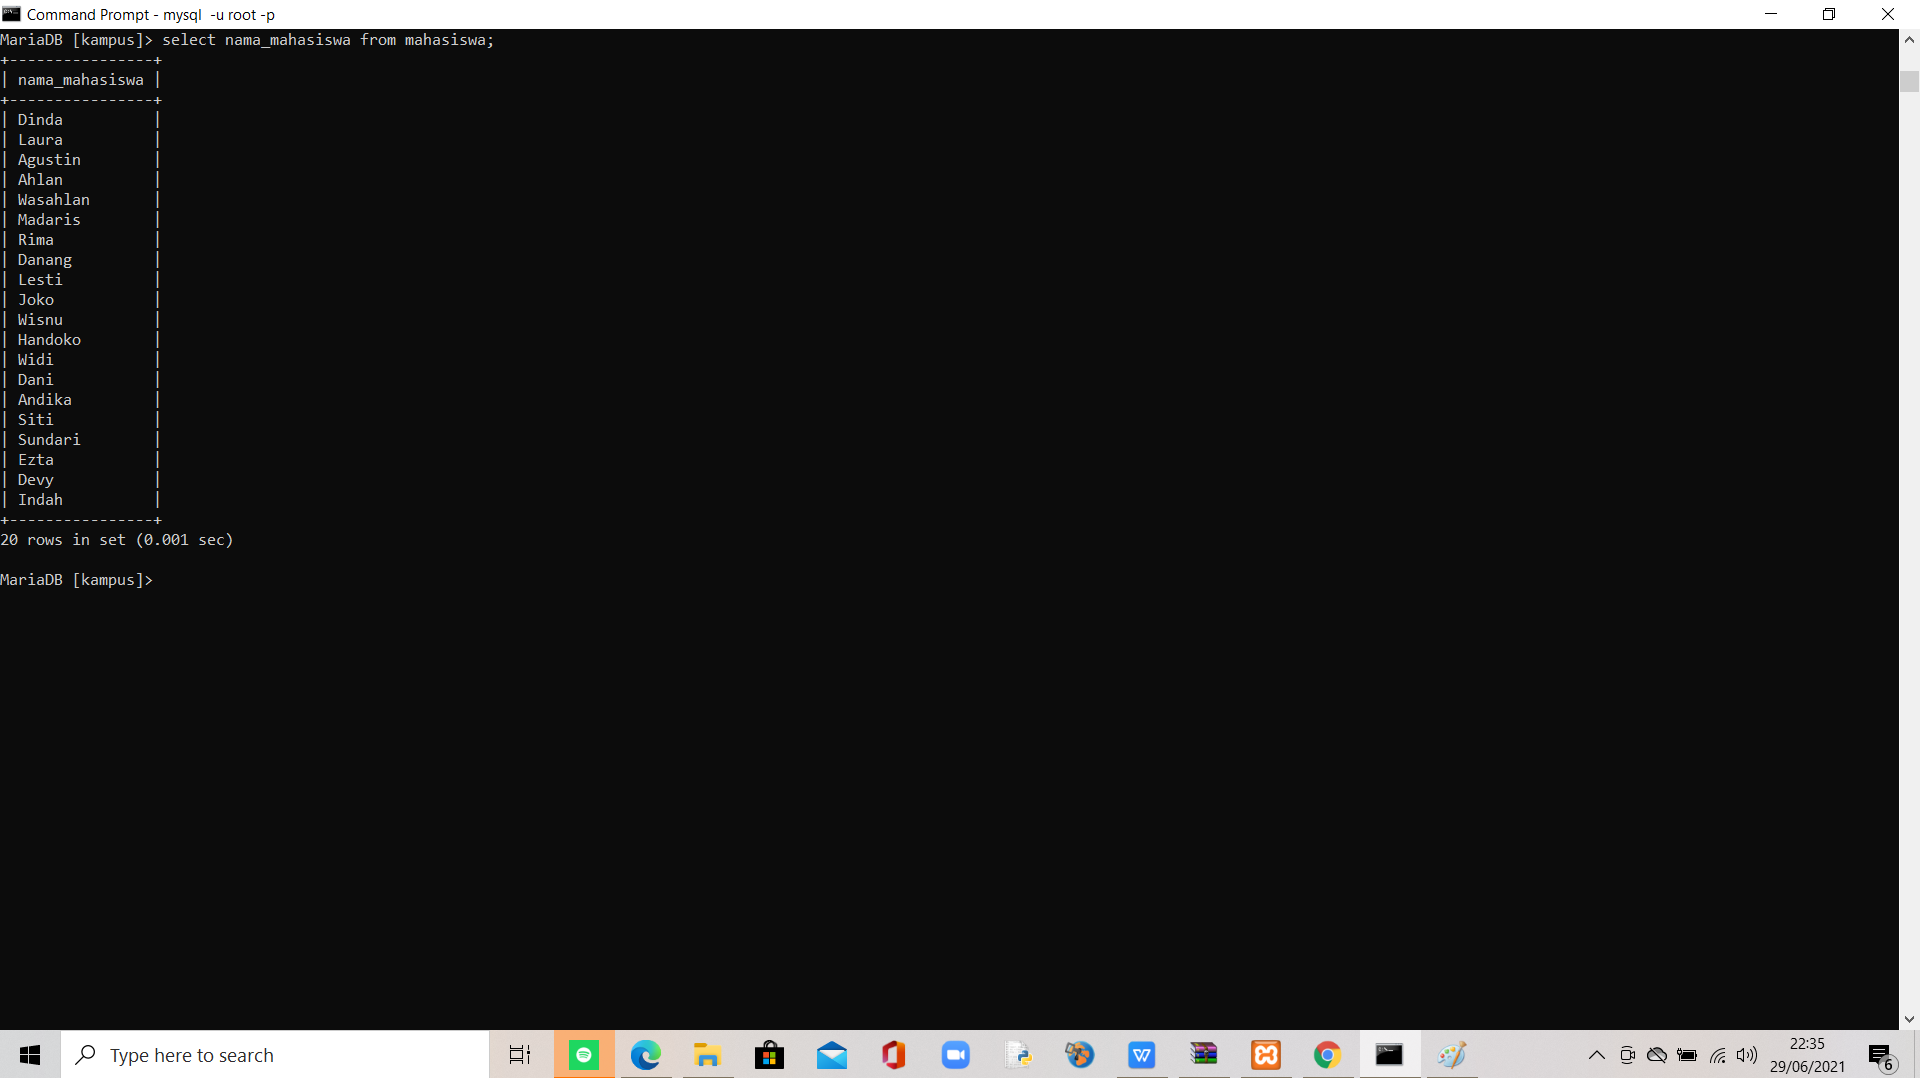 Command Prompt - mysql  -u root -p
MariaDB [kampus]> select nama_mahasiswa from mahasiswa;
+----------------+
| nama_mahasiswa |
+----------------+
| Dinda          |
| Laura          |
| Agustin        |
| Ahlan          |
| Wasahlan       |
| Madaris        |
| Rima           |
| Danang         |
| Lesti          |
| Joko           |
| Wisnu          |
| Handoko        |
| Widi           |
| Dani           |
| Andika         |
| Siti           |
| Sundari        |
| Ezta           |
| Devy           |
| Indah          |
+----------------+
20 rows in set (0.001 sec)
MariaDB [kampus]>
Type here to search
22:35
29/06/2021
6